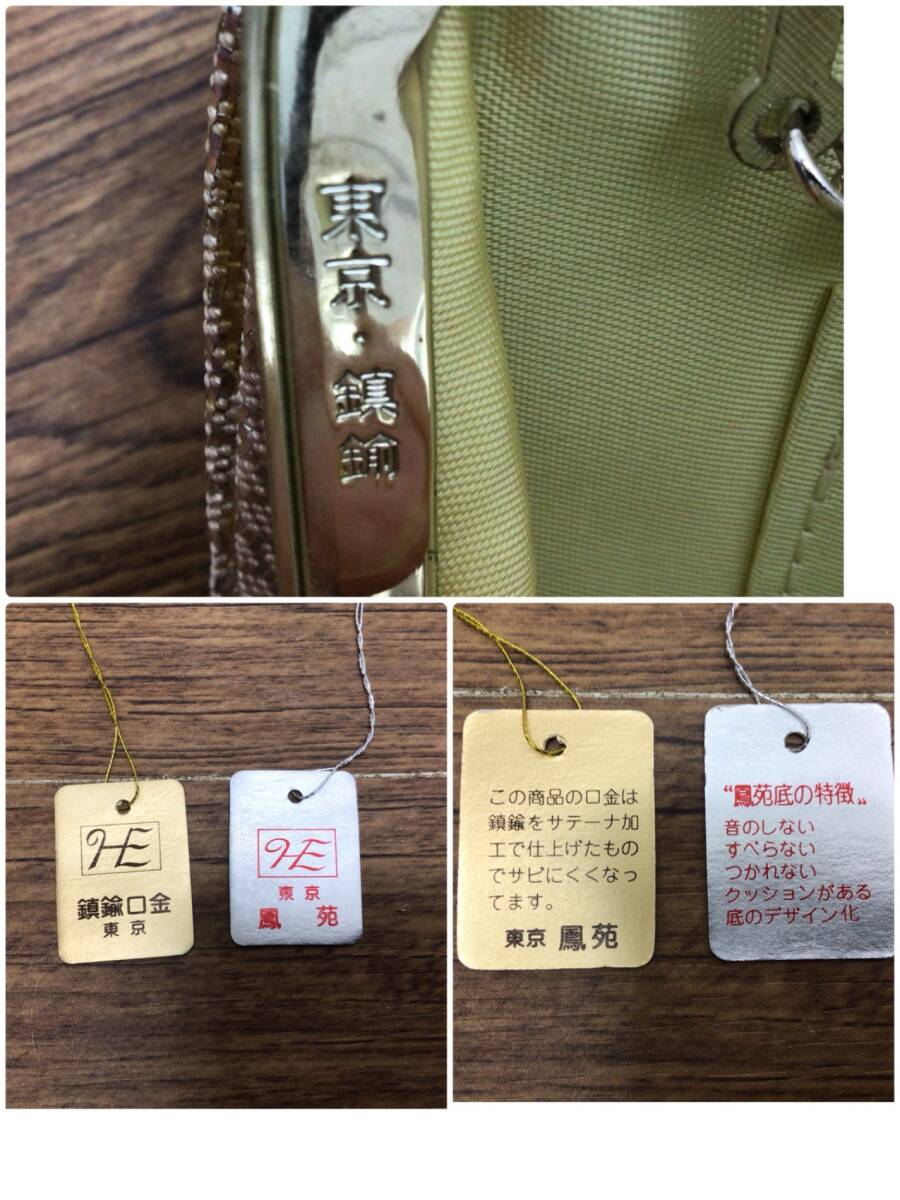 東京・鎮鍮
HE
鎮鍮口金
東京
HE
東京
鳳苑
この商品の口金は
鎮鍮をサテーナ加
工で仕上げたもの
でサビにくくなっ
てます。
東京 鳳苑
“鳳苑底の特徴„
音のしない
すべらない
つかれない
クッションがある
底のデザイン化